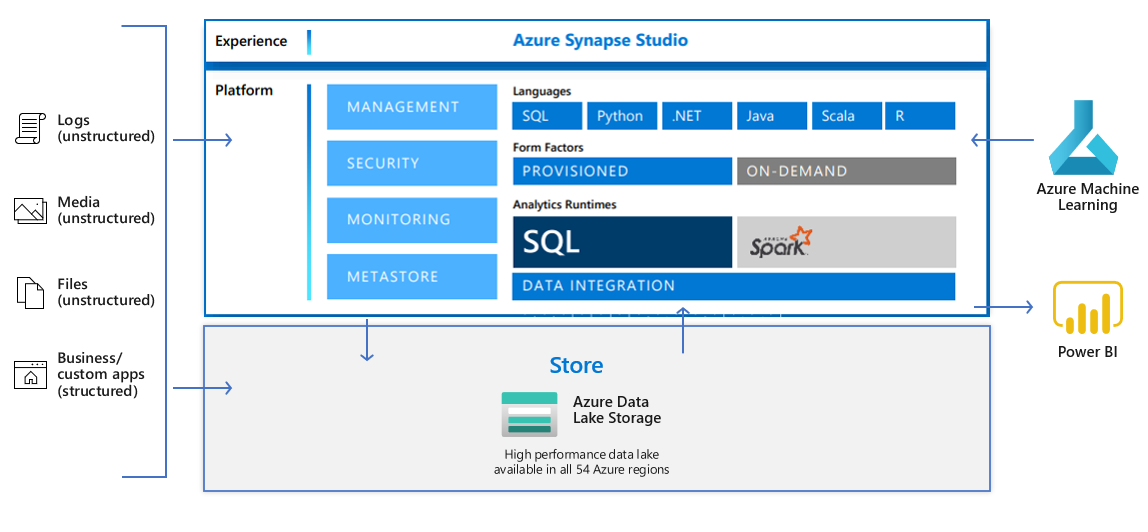 Experience
Azure Synapse Studio
Logs
(unstructured)
Media
(unstructured)
Files
(unstructured)
Business/
custom apps
(structured)
Platform
MANAGEMENT
SECURITY
MONITORING
METASTORE
Languages
SQL Python .NET Java Scala R
Form Factors
PROVISIONED ON-DEMAND
Analytics Runtimes
SQL
APACHE
Spark
DATA INTEGRATION
Azure Machine
Learning
Power BI
Store
Azure Data
Lake Storage
High performance data lake
available in all 54 Azure regions